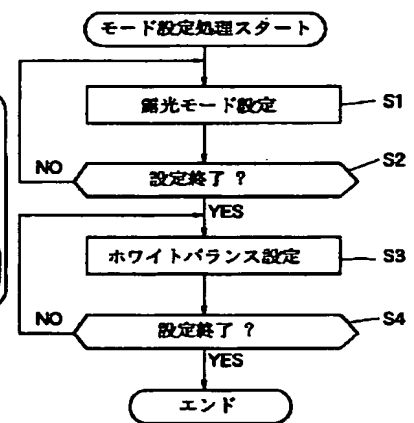 モード設定処理スタート
露光モード設定
S1
設定終了 ?
S2
NO
YES
ホワイトバランス設定
S3
設定終了 ?
S4
NO
YES
エンド